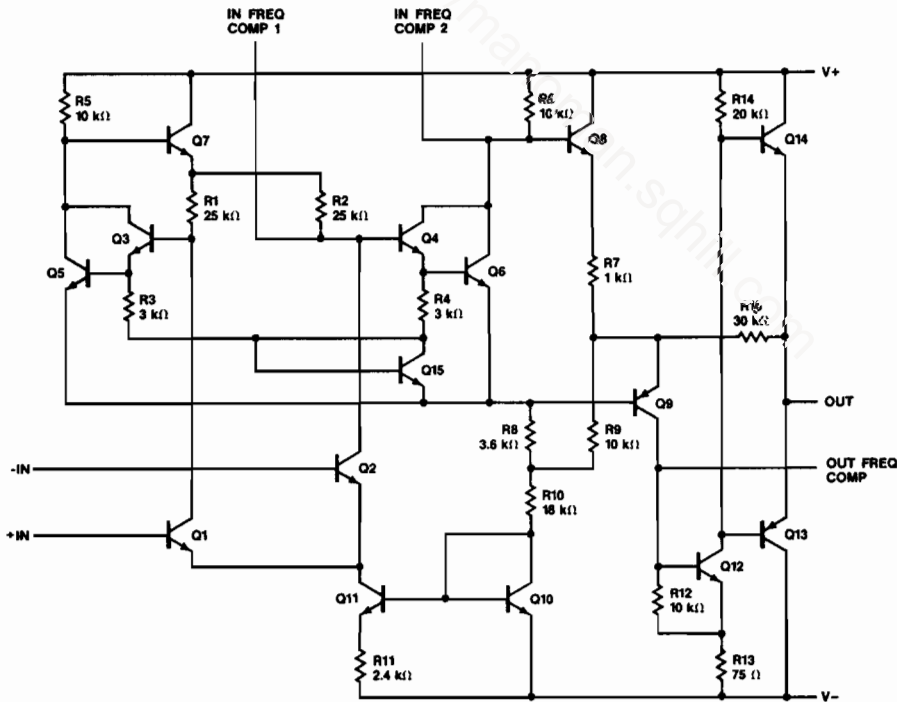 IN FREQ
COMP 1
IN FREQ
COMP 2
V+
R5
10 kΩ
Q7
10 kΩ
Q8
R14
20 kΩ
Q14
R1
25 kΩ
R2
25 kΩ
Q3
Q4
Q5
Q6
R3
3 kΩ
R4
3 kΩ
R7
1 kΩ
30 kΩ
Q15
Q9
OUT
R8
3.6 kΩ
R9
10 kΩ
-IN
Q2
OUT FREQ
COMP
R10
18 kΩ
+IN
Q1
Q13
Q12
Q11
Q10
R12
10 kΩ
R11
2.4 kΩ
R13
75 Ω
V-